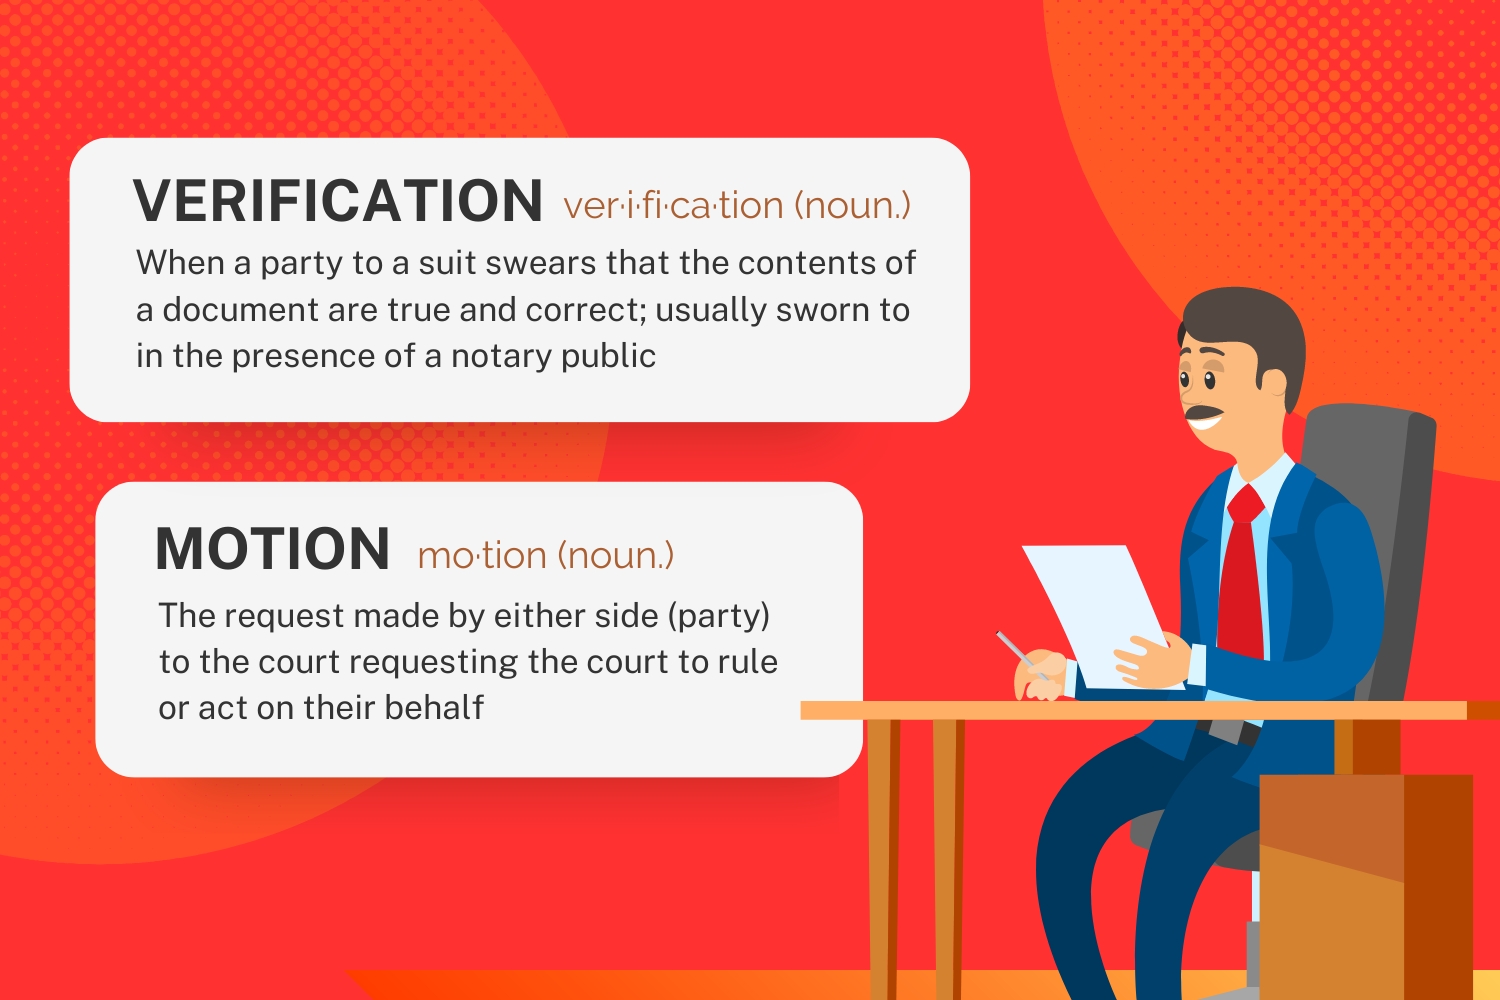 VERIFICATION ver·i·fi·ca·tion (noun.)
When a party to a suit swears that the contents of
a document are true and correct; usually sworn to
in the presence of a notary public
MOTION mo·tion (noun.)
The request made by either side (party)
to the court requesting the court to rule
or act on their behalf